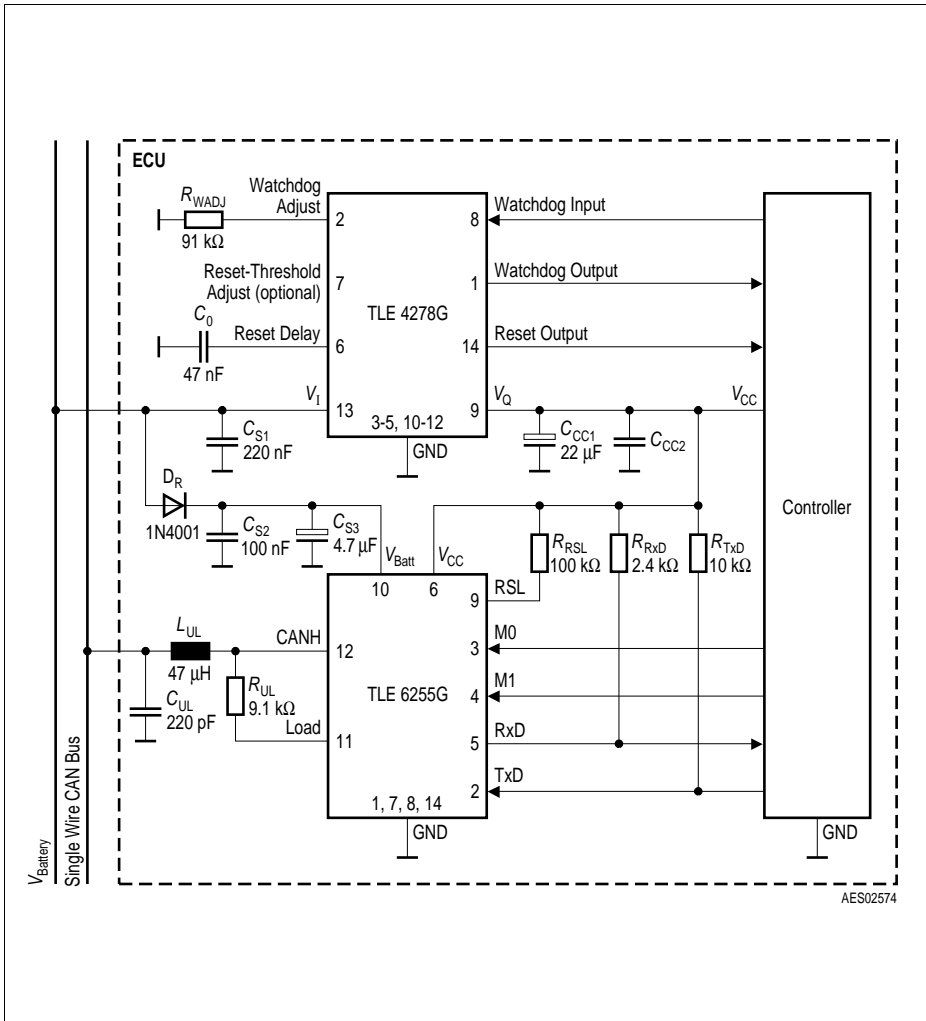 ECU
R_WADJ
91 kΩ
Watchdog
Adjust
2
8
Watchdog Input
Reset-Threshold
Adjust (optional)
7
TLE 4278G
1
Watchdog Output
C_0
47 nF
Reset Delay
6
14
Reset Output
V_I
13
9
V_Q
V_CC
3-5, 10-12
GND
C_S1
220 nF
C_CC1
22 μF
C_CC2
Controller
D_R
1N4001
C_S2
100 nF
C_S3
4.7 μF
V_Batt
V_CC
10
6
R_RSL
100 kΩ
R_RxD
2.4 kΩ
R_TxD
10 kΩ
9
RSL
L_UL
47 μH
CANH
12
3
M0
TLE 6255G
4
M1
C_UL
220 pF
R_UL
9.1 kΩ
Load
11
5
RxD
2
TxD
1, 7, 8, 14
GND
GND
V_Battery
Single Wire CAN Bus
AES02574